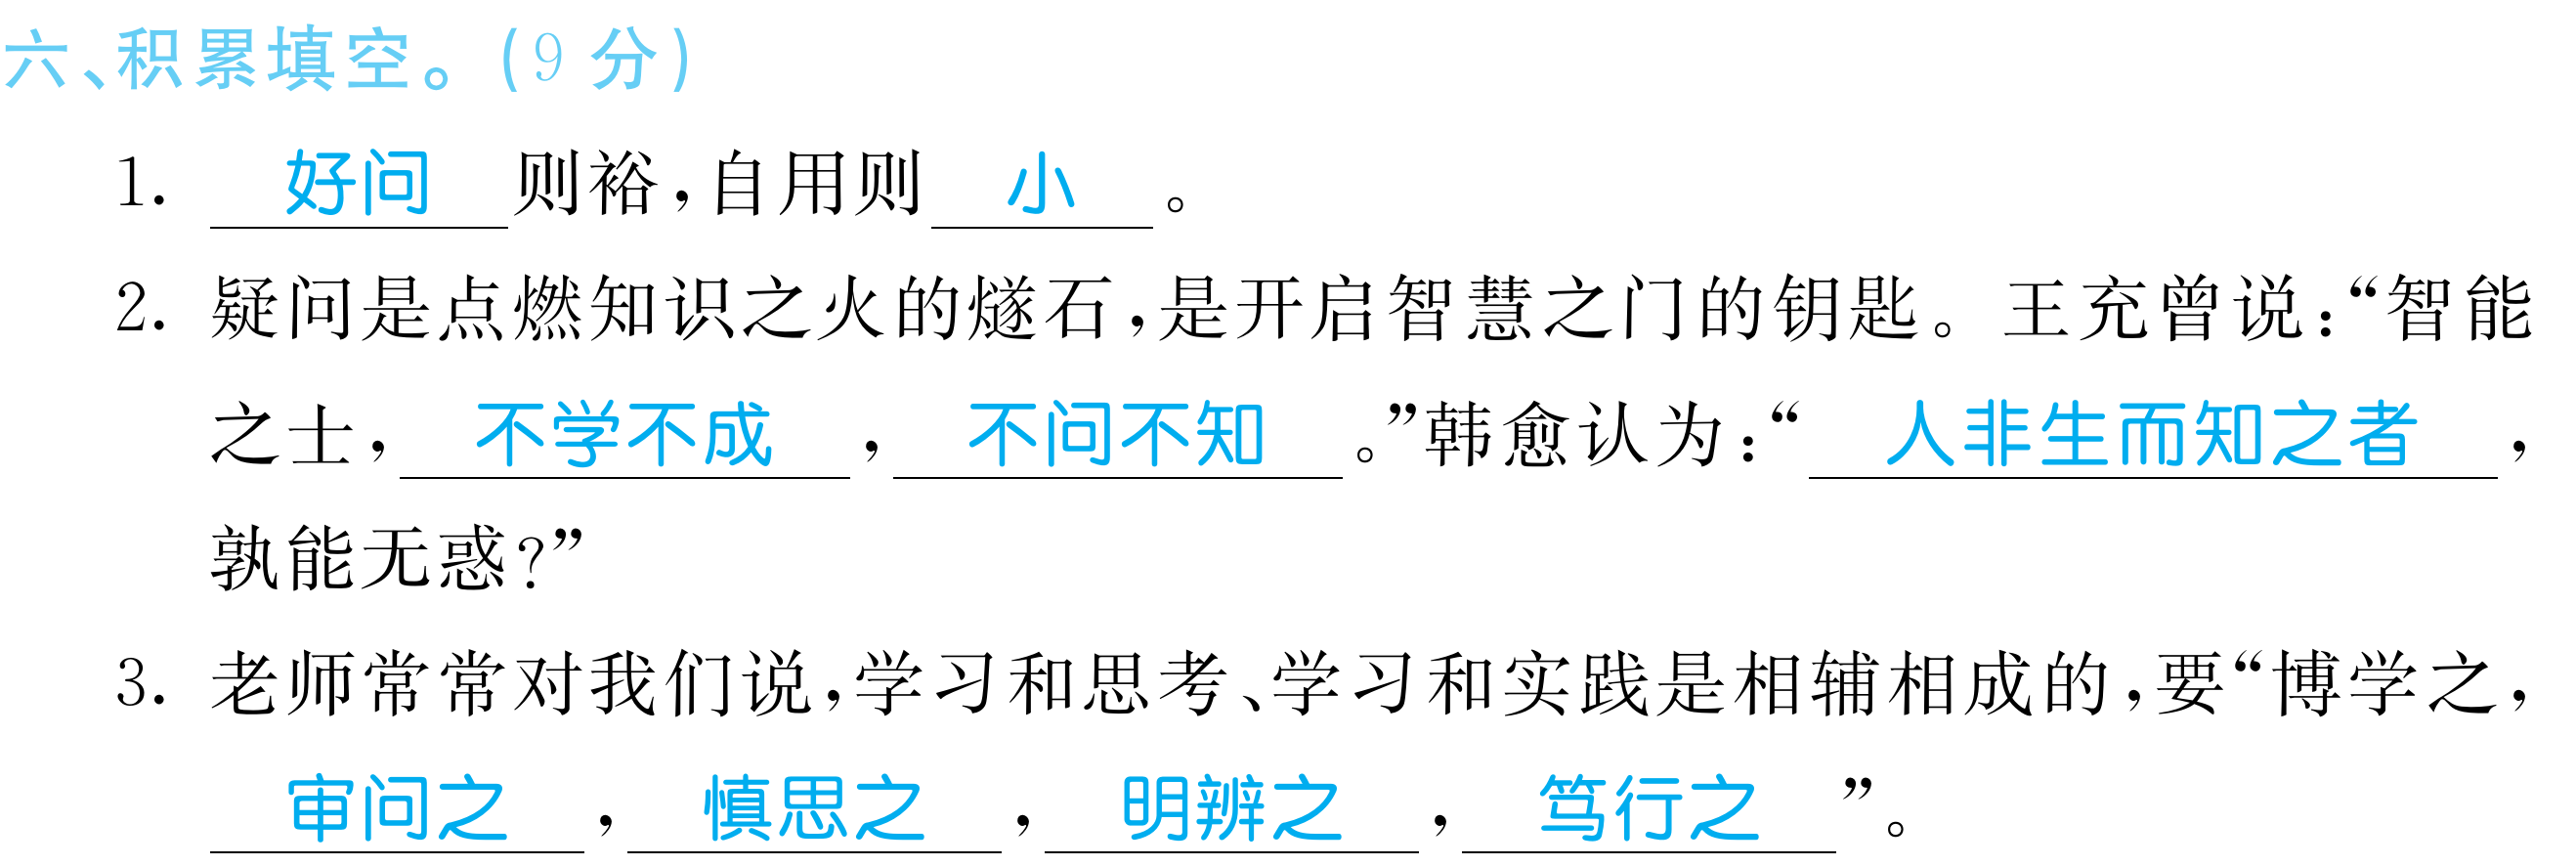 六、积累填空。(9 分)
1. 好问则裕,自用则小。
2. 疑问是点燃知识之火的燧石,是开启智慧之门的钥匙。王充曾说:“智能
之士,不学不成,不问不知。”韩愈认为:“人非生而知之者,
孰能无惑?”
3. 老师常常对我们说,学习和思考、学习和实践是相辅相成的,要“博学之,
审问之,慎思之,明辨之,笃行之”。